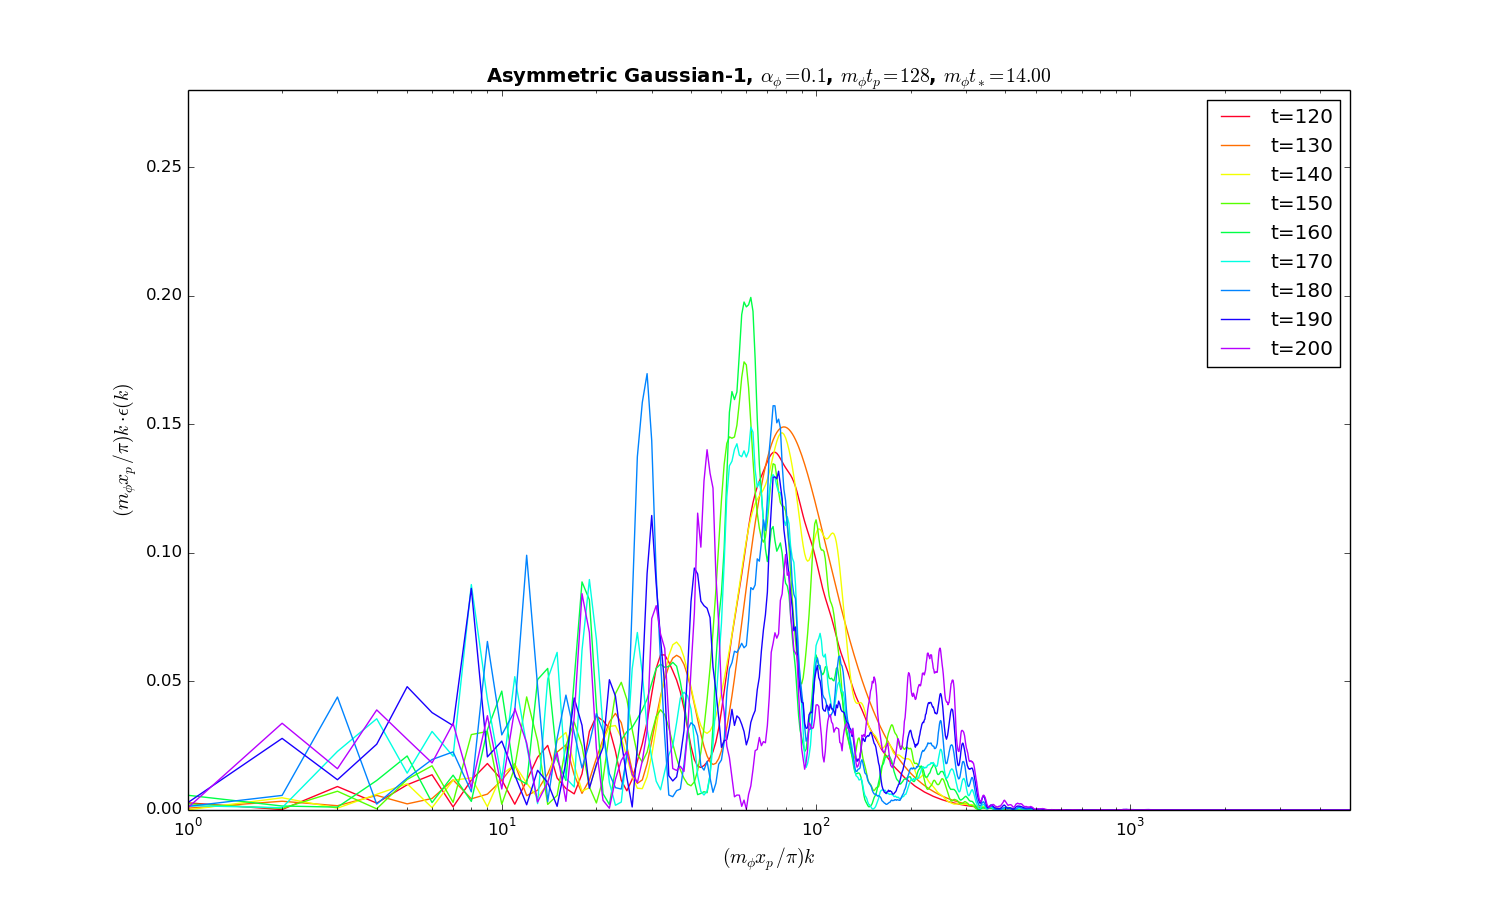 Asymmetric Gaussian-1, α_ϕ=0.1, m_ϕt_p=128, m_ϕt_*=14.00
t=120
t=130
t=140
t=150
t=160
t=170
t=180
t=190
t=200
0.25
0.20
0.15
0.10
0.05
0.00
(m_ϕx_p/π)k·ϵ(k)
10^0 10^1 10^2 10^3
(m_ϕx_p/π)k